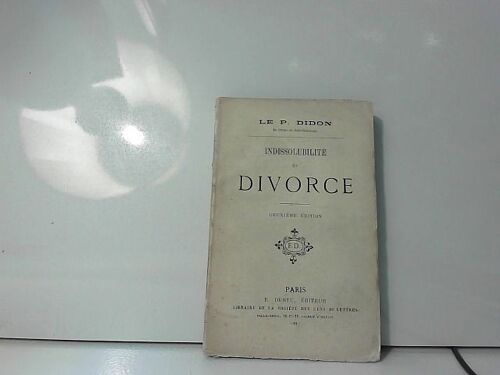 LE P. DIDON
INDISSOLUBILITÉ
ET
DIVORCE
DEUXIÈME ÉDITION
E.D.
PARIS
E. DENTU, ÉDITEUR
LIBRAIRE DE LA SOCIÉTÉ DES GENS DE LETTRES